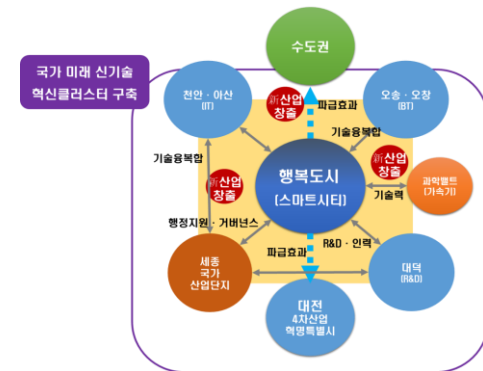 수도권
국가 미래 신기술
혁신클러스터 구축
천안·아산
(IT)
新산업
창출
파급효과
오송·오창
(BT)
기술융복합
기술융복합
新산업
창출
행복도시
(스마트시티)
新산업
창출
과학벨트
(가속기)
기술력
행정지원·거버넌스
R&D·인력
파급효과
세종
국가
산업단지
대덕
(R&D)
대전
4차산업
혁명특별시